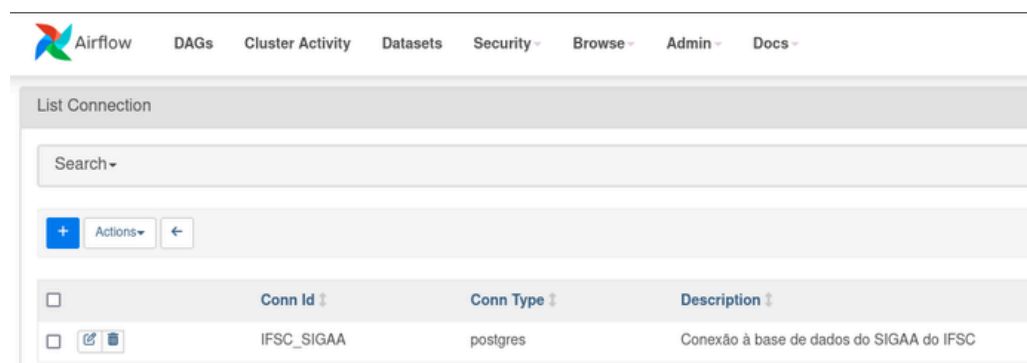 Airflow DAGs Cluster Activity Datasets Security Browse Admin Docs
List Connection
Search
+ Actions ←
Conn Id Conn Type Description
IFSC_SIGAA postgres Conexão à base de dados do SIGAA do IFSC